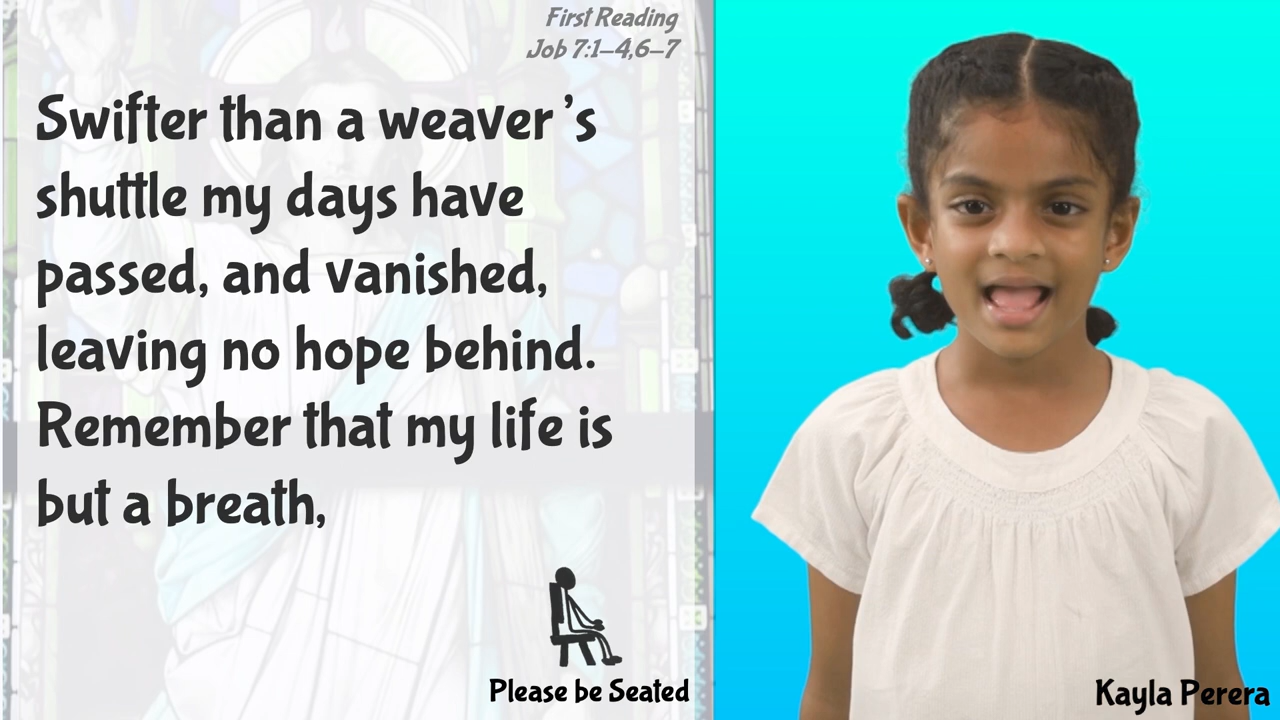 First Reading
Job 7:1–4,6–7
Swifter than a weaver's
shuttle my days have
passed, and vanished,
leaving no hope behind.
Remember that my life is
but a breath,
Please be Seated
Kayla Perera